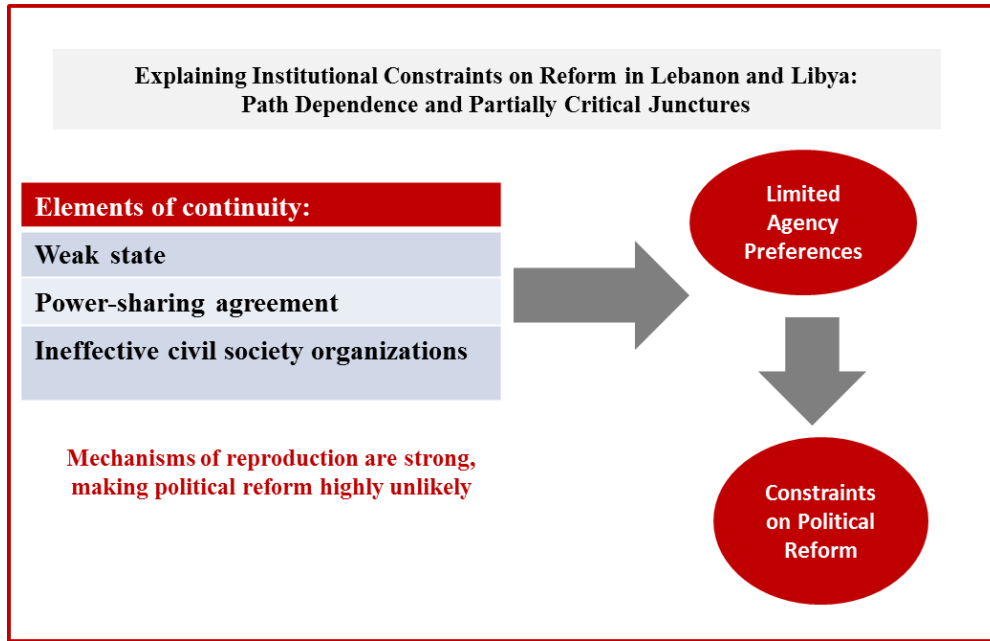 Explaining Institutional Constraints on Reform in Lebanon and Libya:
Path Dependence and Partially Critical Junctures
Elements of continuity:
Weak state
Power-sharing agreement
Ineffective civil society organizations
Mechanisms of reproduction are strong,
making political reform highly unlikely
Limited
Agency
Preferences
Constraints
on Political
Reform